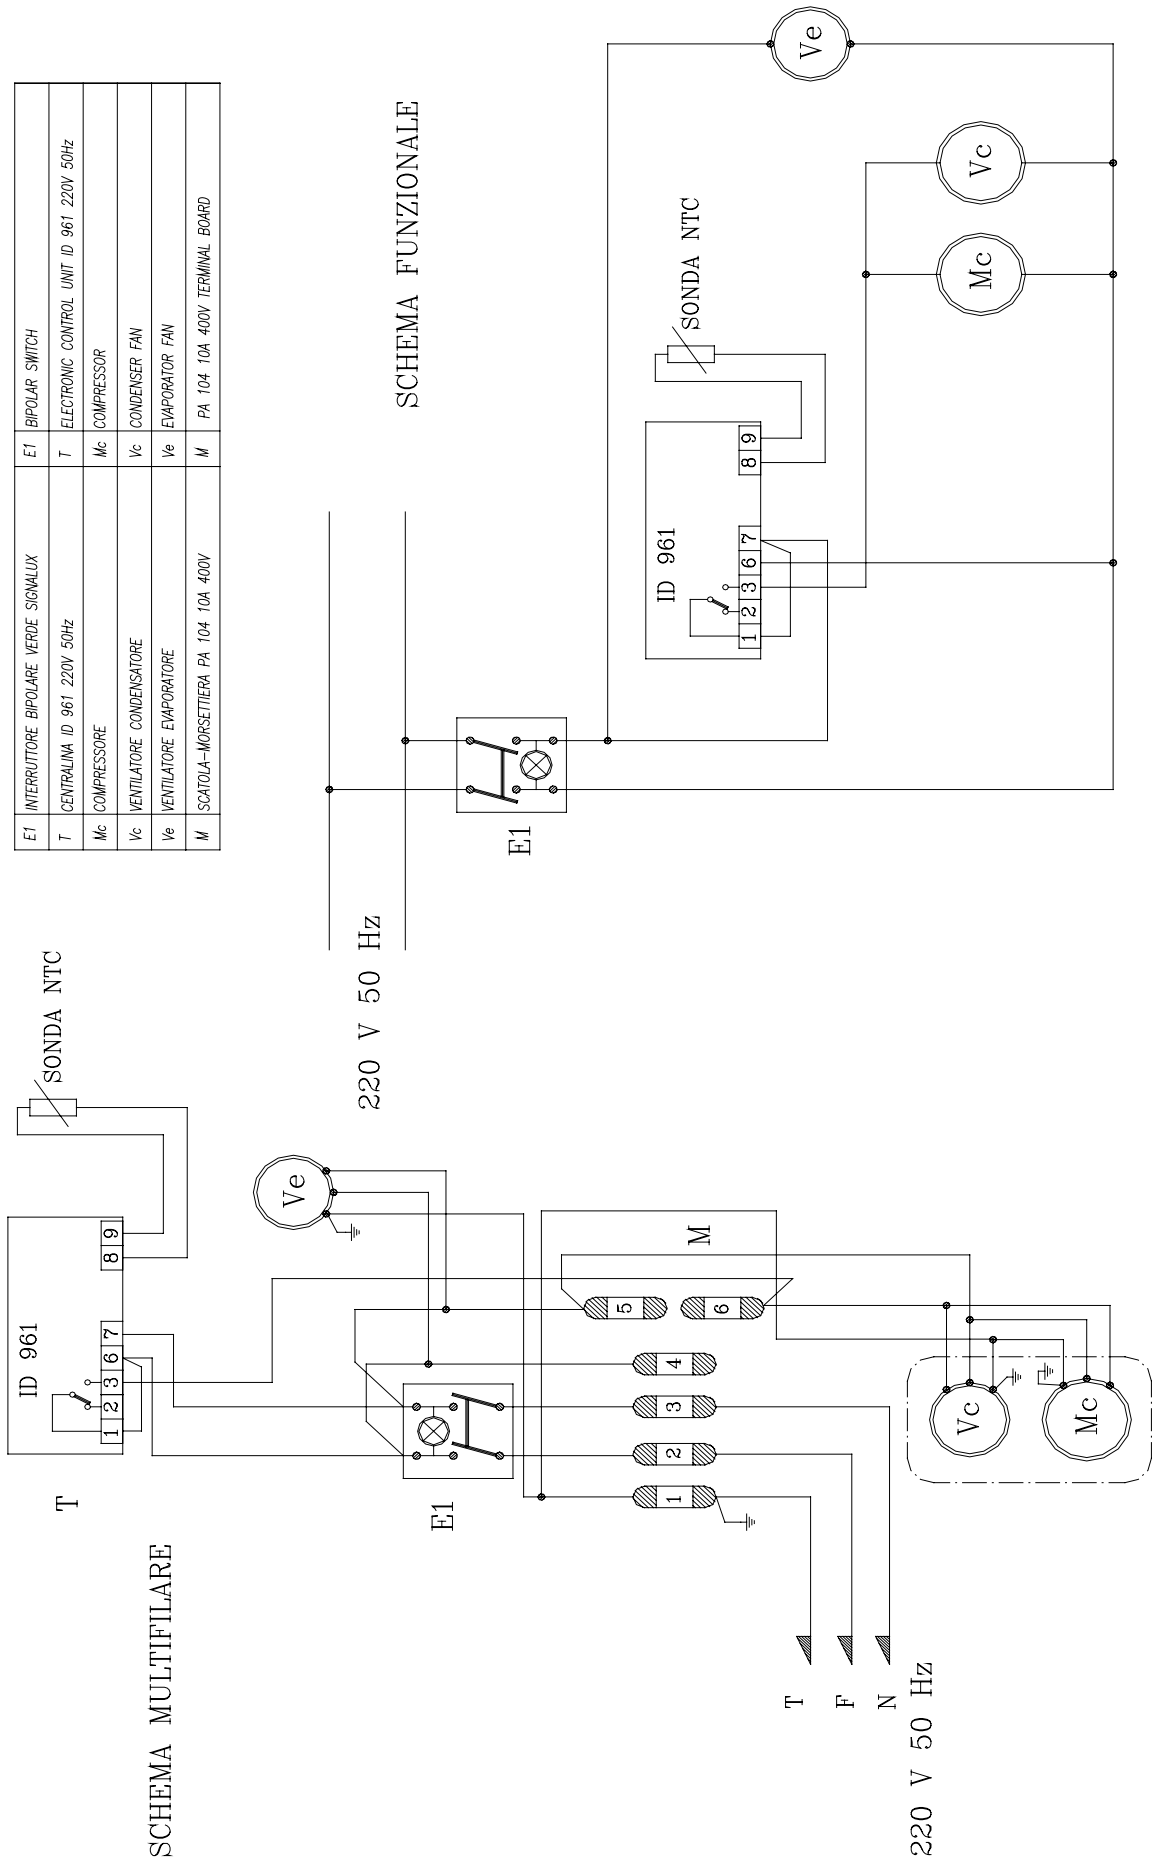 SCHEMA MULTIFILARE
T
ID 961
1 2 3 6 7 8 9
SONDA NTC
Ve
E1
1 2 3 4 5 6
M
Vc
Mc
T
F
N
220 V 50 Hz
E1 INTERRUTTORE BIPOLARE VERDE SIGNALUX E1 BIPOLAR SWITCH
T CENTRALINA ID 961 220V 50Hz T ELECTRONIC CONTROL UNIT ID 961 220V 50Hz
Mc COMPRESSORE Mc COMPRESSOR
Vc VENTILATORE CONDENSATORE Vc CONDENSER FAN
Ve VENTILATORE EVAPORATORE Ve EVAPORATOR FAN
M SCATOLA-MORSETTIERA PA 104 10A 400V M PA 104 10A 400V TERMINAL BOARD
220 V 50 Hz
SCHEMA FUNZIONALE
E1
ID 961
1 2 3 6 7 8 9
SONDA NTC
Ve
Vc
Mc